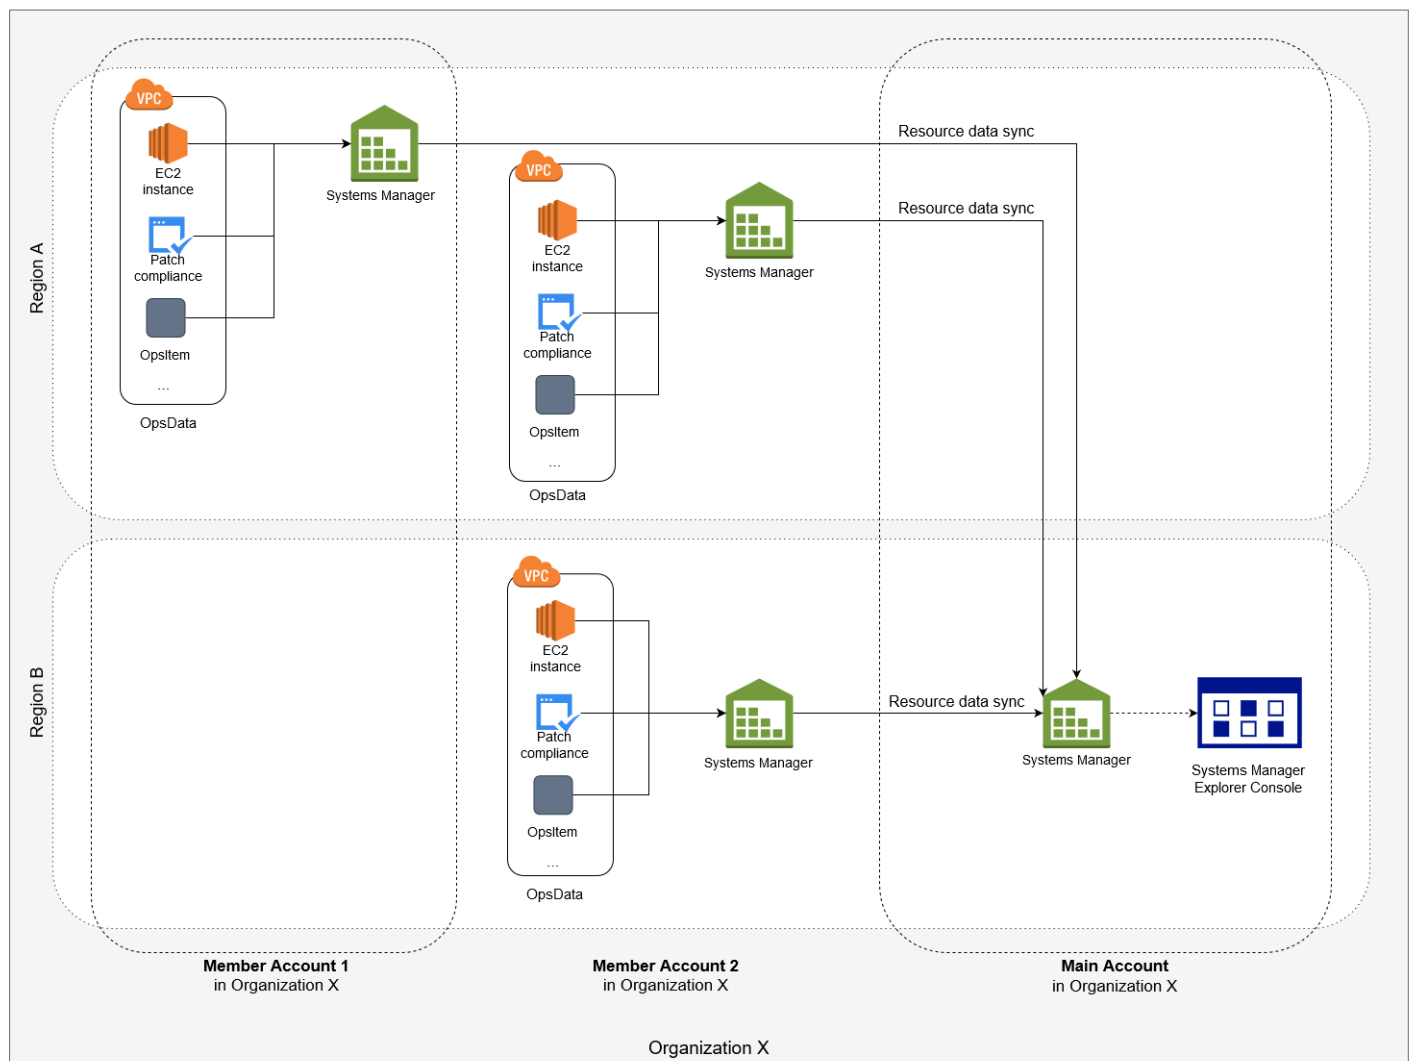 VPC
EC2
instance
Patch
compliance
OpsItem
...
OpsData
Systems Manager
Resource data sync
VPC
EC2
instance
Patch
compliance
OpsItem
...
OpsData
Systems Manager
Resource data sync
Region A
VPC
EC2
instance
Patch
compliance
OpsItem
...
OpsData
Systems Manager
Resource data sync
Systems Manager
Systems Manager
Explorer Console
Region B
Member Account 1
in Organization X
Member Account 2
in Organization X
Main Account
in Organization X
Organization X